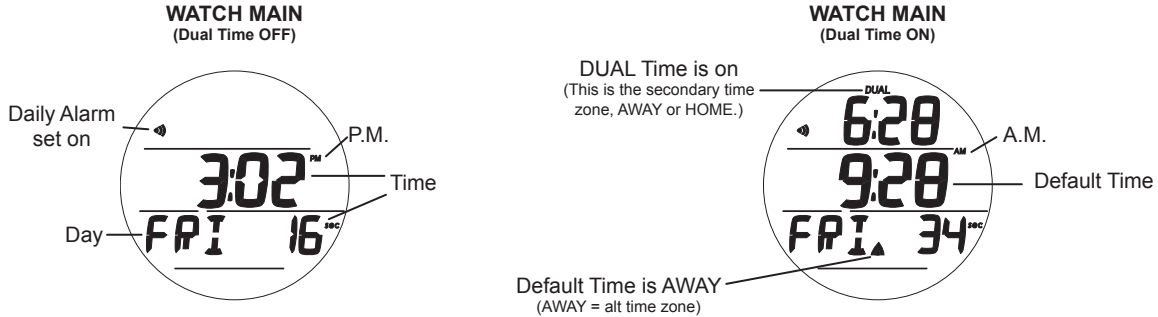 WATCH MAIN
(Dual Time OFF)
Daily Alarm
set on
P.M.
PM
3:02
Time
Day
FRI 16 sec
WATCH MAIN
(Dual Time ON)
DUAL Time is on
(This is the secondary time
zone, AWAY or HOME.)
DUAL
6:28
A.M.
AM
9:28
Default Time
FRI 34 sec
Default Time is AWAY
(AWAY = alt time zone)